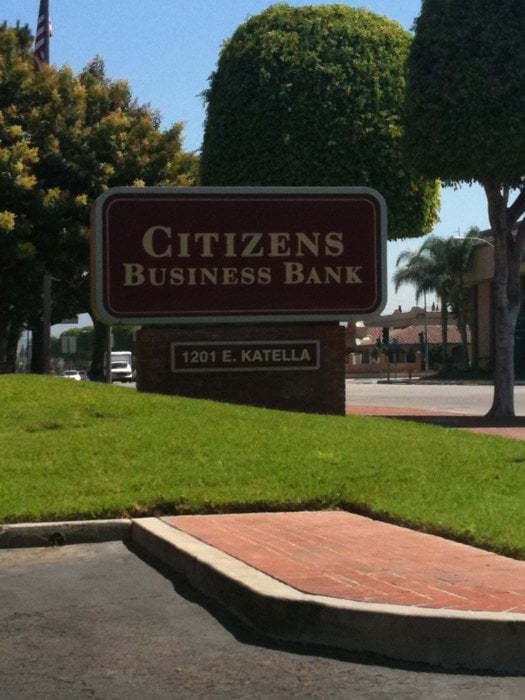 CITIZENS
BUSINESS BANK
1201 E. KATELLA